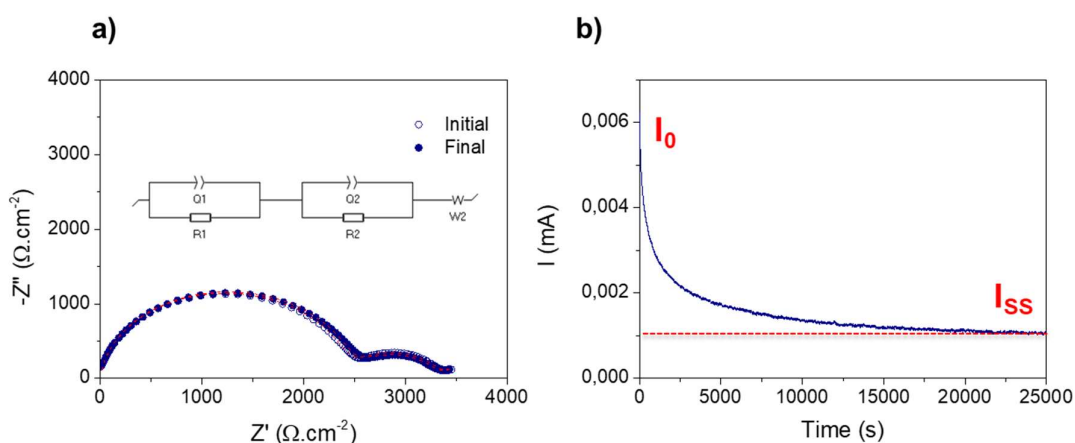 a)
4000
3000
2000
1000
0
0
1000
2000
3000
4000
-Z" (Ω.cm⁻²)
Z' (Ω.cm⁻²)
Initial
Final
Q1
R1
Q2
R2
W
W2
b)
0,006
0,004
0,002
0,000
0
5000
10000
15000
20000
25000
I (mA)
Time (s)
I₀
I_SS